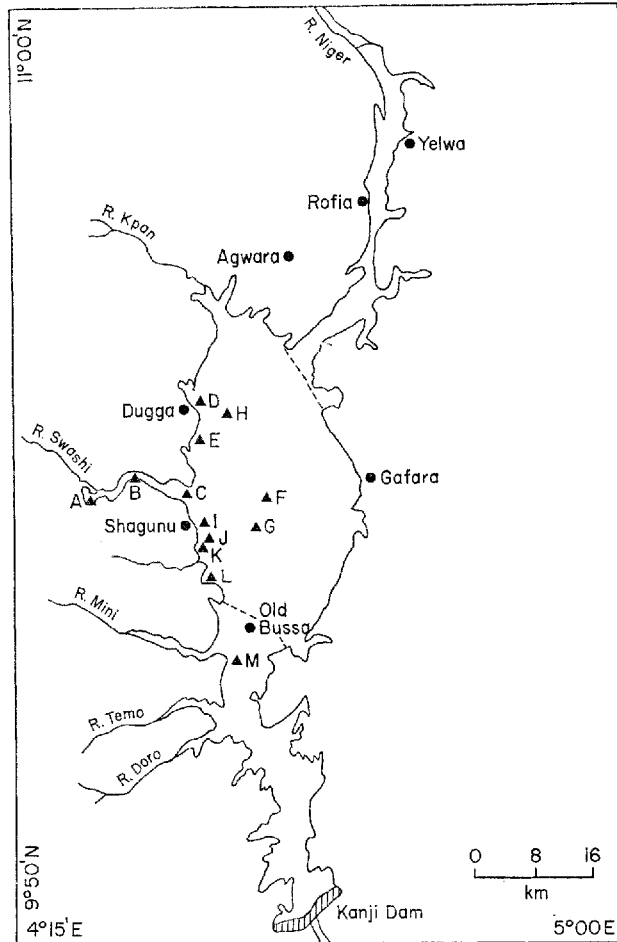 11°00'N
R. Niger
Yelwa
Rofia
R. Kpan
Agwara
D
Dugga
H
E
R. Swashi
Gafara
B
A
C
F
I
Shagunu
G
J
K
L
R. Mini
Old
Bussa
M
R. Temo
R. Doro
9°50'N
0 8 16
km
Kanji Dam
4°15'E
5°00'E